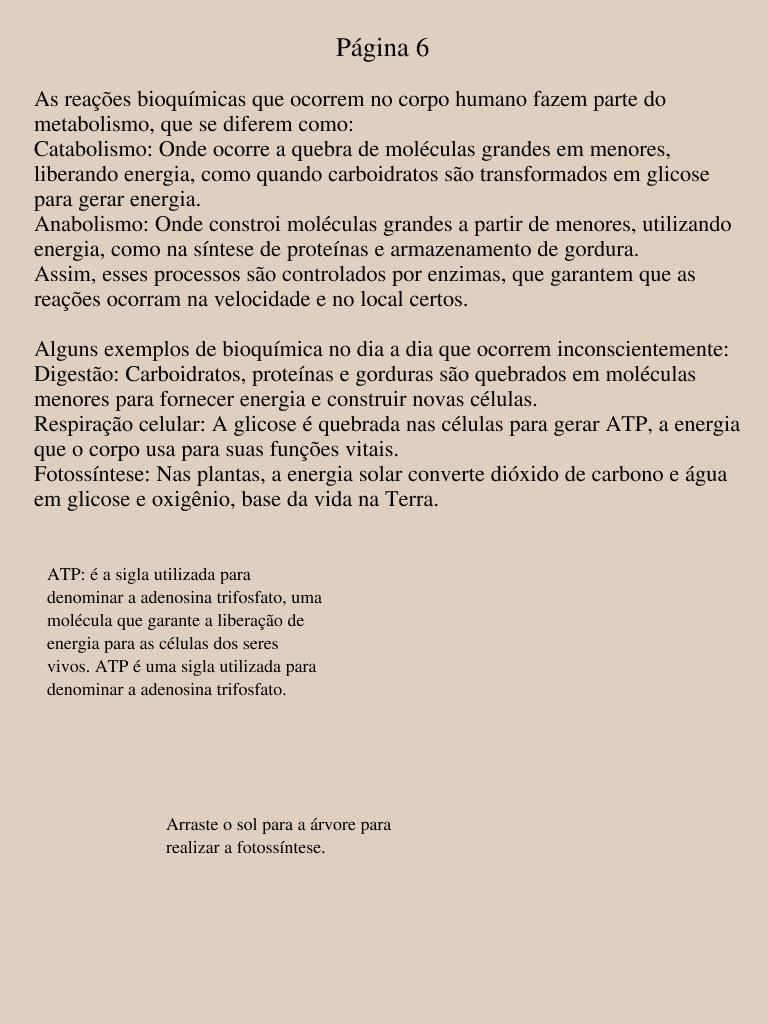 Página 6
As reações bioquímicas que ocorrem no corpo humano fazem parte do
metabolismo, que se diferem como:
Catabolismo: Onde ocorre a quebra de moléculas grandes em menores,
liberando energia, como quando carboidratos são transformados em glicose
para gerar energia.
Anabolismo: Onde constroi moléculas grandes a partir de menores, utilizando
energia, como na síntese de proteínas e armazenamento de gordura.
Assim, esses processos são controlados por enzimas, que garantem que as
reações ocorram na velocidade e no local certos.
Alguns exemplos de bioquímica no dia a dia que ocorrem inconscientemente:
Digestão: Carboidratos, proteínas e gorduras são quebrados em moléculas
menores para fornecer energia e construir novas células.
Respiração celular: A glicose é quebrada nas células para gerar ATP, a energia
que o corpo usa para suas funções vitais.
Fotossíntese: Nas plantas, a energia solar converte dióxido de carbono e água
em glicose e oxigênio, base da vida na Terra.
ATP: é a sigla utilizada para
denominar a adenosina trifosfato, uma
molécula que garante a liberação de
energia para as células dos seres
vivos. ATP é uma sigla utilizada para
denominar a adenosina trifosfato.
Arraste o sol para a árvore para
realizar a fotossíntese.